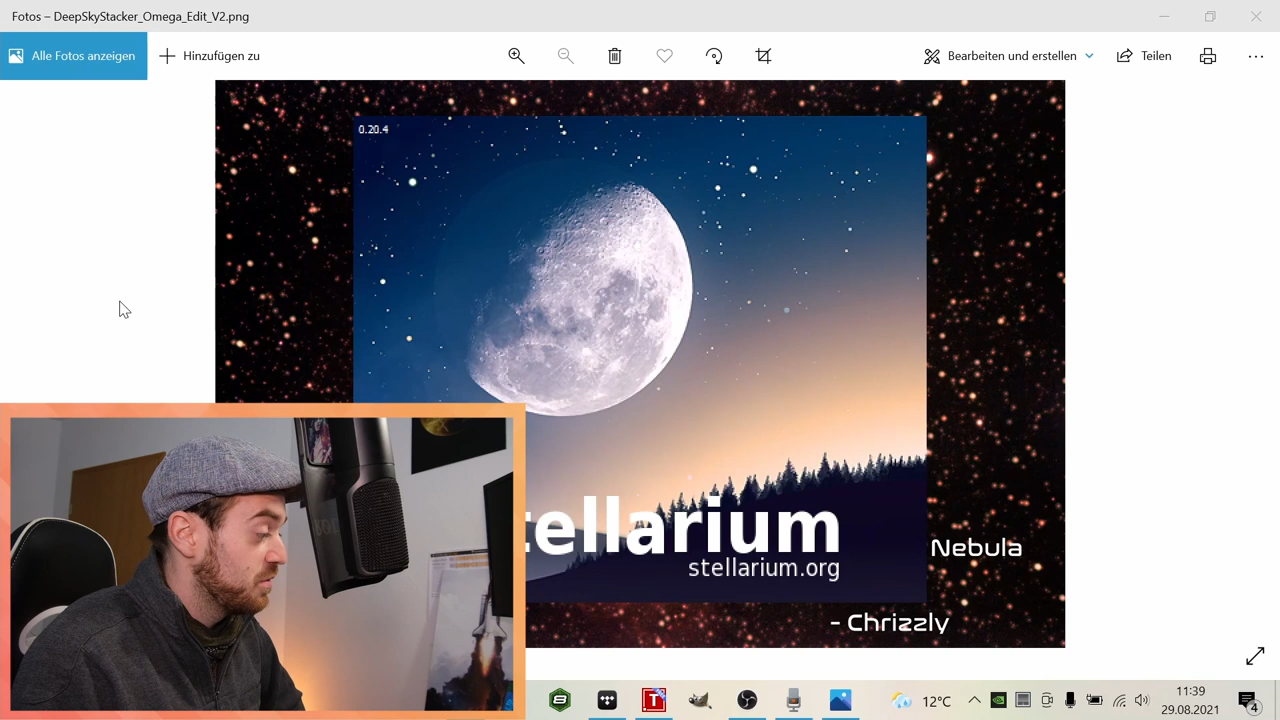 Fotos – DeepSkyStacker_Omega_Edit_V2.png
Alle Fotos anzeigen
Hinzufügen zu
Bearbeiten und erstellen
Teilen
0.20.4
tellarium
stellarium.org
Nebula
- Chrizzly
12°C
11:39
29.08.2021
4